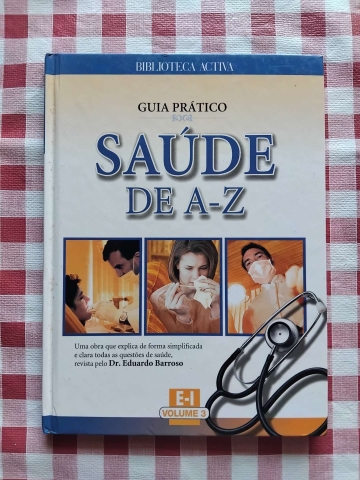 BIBLIOTECA ACTIVA
GUIA PRÁTICO
SAÚDE
DE A-Z
Uma obra que explica de forma simplificada
e clara todas as questões de saúde,
revista pelo Dr. Eduardo Barroso
E-I
VOLUME 3